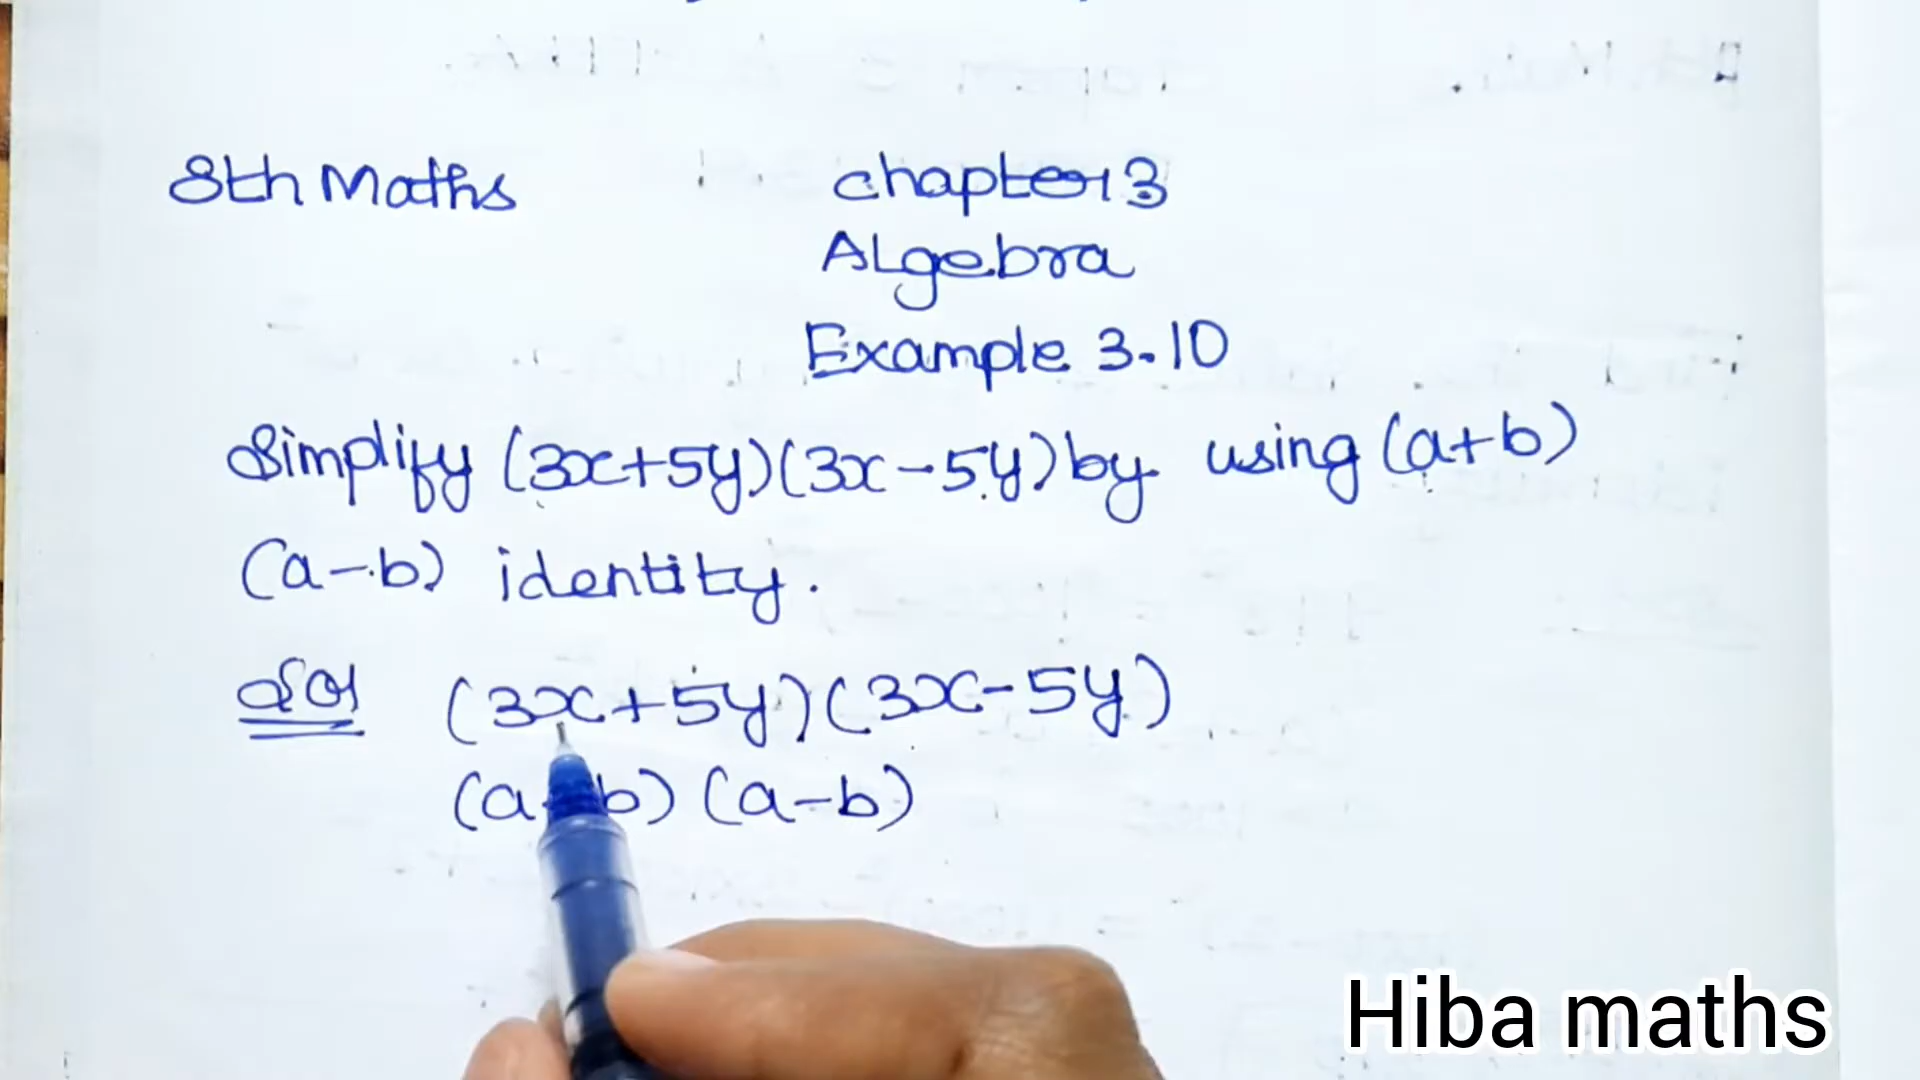 8th Maths chapter 3
Algebra
Example 3.10
Simplify (3x+5y)(3x-5y) by using (a+b)
(a-b) identity.
Sol (3x+5y)(3x-5y)
(a b) (a-b)
Hiba maths